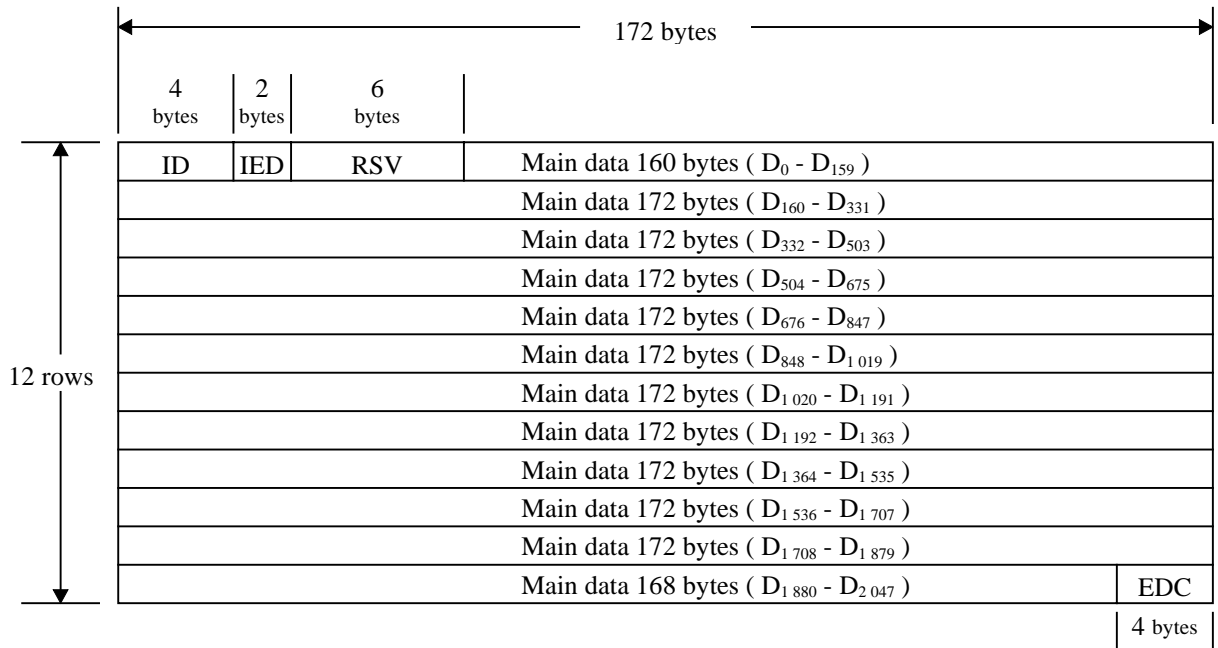 172 bytes
4 2 6
bytes bytes bytes
ID IED RSV Main data 160 bytes ( D0 - D159 )
Main data 172 bytes ( D160 - D331 )
Main data 172 bytes ( D332 - D503 )
Main data 172 bytes ( D504 - D675 )
Main data 172 bytes ( D676 - D847 )
Main data 172 bytes ( D848 - D1 019 )
12 rows
Main data 172 bytes ( D1 020 - D1 191 )
Main data 172 bytes ( D1 192 - D1 363 )
Main data 172 bytes ( D1 364 - D1 535 )
Main data 172 bytes ( D1 536 - D1 707 )
Main data 172 bytes ( D1 708 - D1 879 )
Main data 168 bytes ( D1 880 - D2 047 ) EDC
4 bytes